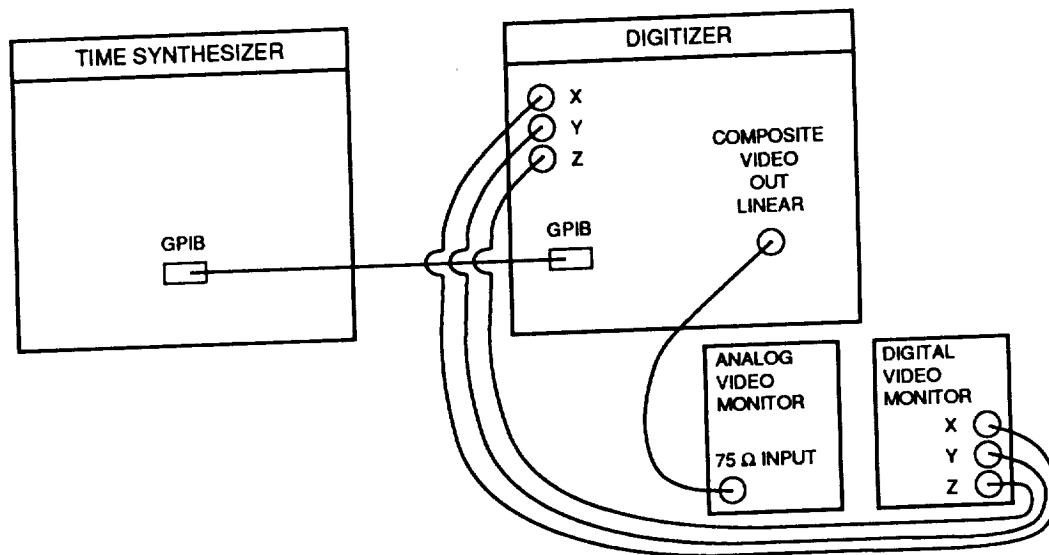 TIME SYNTHESIZER
GPIB
DIGITIZER
X
Y
Z
GPIB
COMPOSITE
VIDEO
OUT
LINEAR
ANALOG
VIDEO
MONITOR
75 Ω INPUT
DIGITAL
VIDEO
MONITOR
X
Y
Z